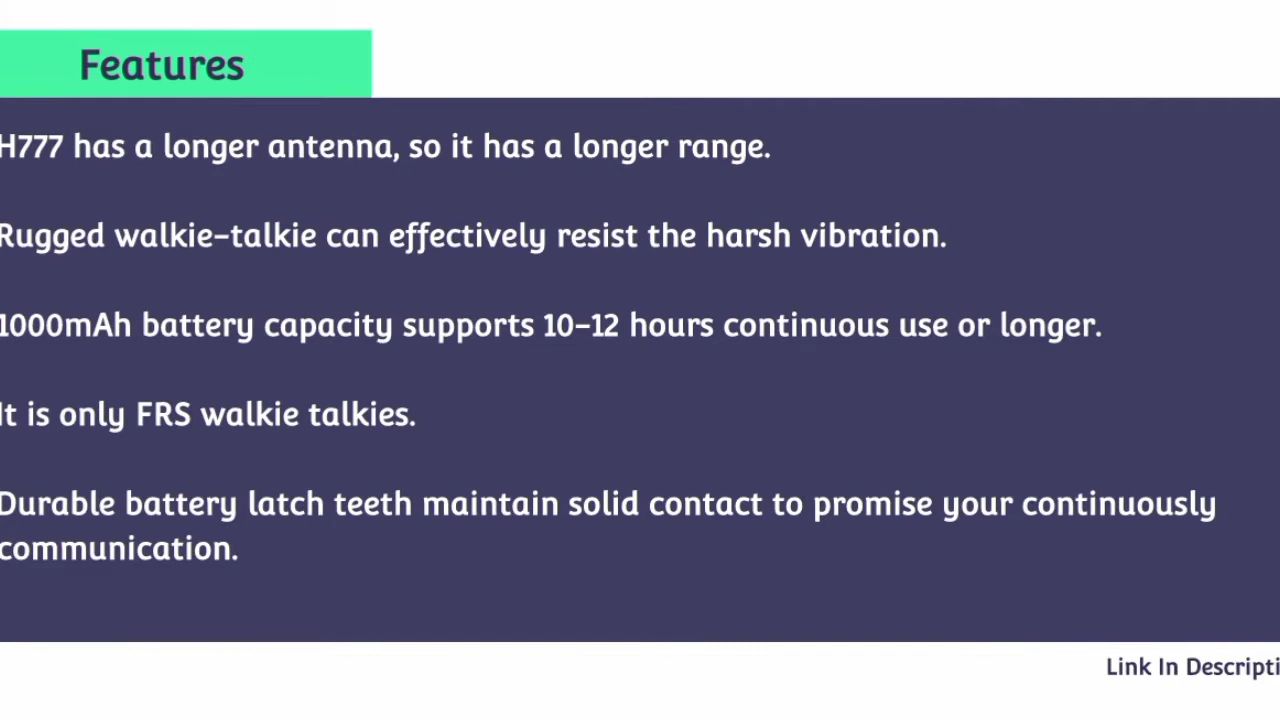 Features
H777 has a longer antenna, so it has a longer range.
Rugged walkie-talkie can effectively resist the harsh vibration.
1000mAh battery capacity supports 10-12 hours continuous use or longer.
It is only FRS walkie talkies.
Durable battery latch teeth maintain solid contact to promise your continuously
communication.
Link In Descripti